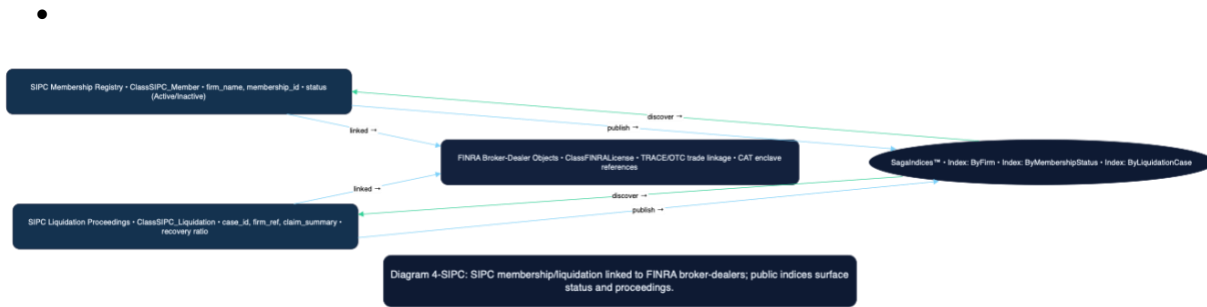 SIPC Membership Registry • ClassSIPC_Member • firm_name, membership_id • status
(Active/Inactive)
discover →
publish →
linked →
FINRA Broker-Dealer Objects • ClassFINRALicense • TRACE/OTC trade linkage • CAT enclave
references
SagaIndices™ • Index: ByFirm • Index: ByMembershipStatus • Index: ByLiquidationCase
linked →
discover →
publish →
SIPC Liquidation Proceedings • ClassSIPC_Liquidation • case_id, firm_ref, claim_summary •
recovery ratio
Diagram 4-SIPC: SIPC membership/liquidation linked to FINRA broker-dealers; public indices surface
status and proceedings.